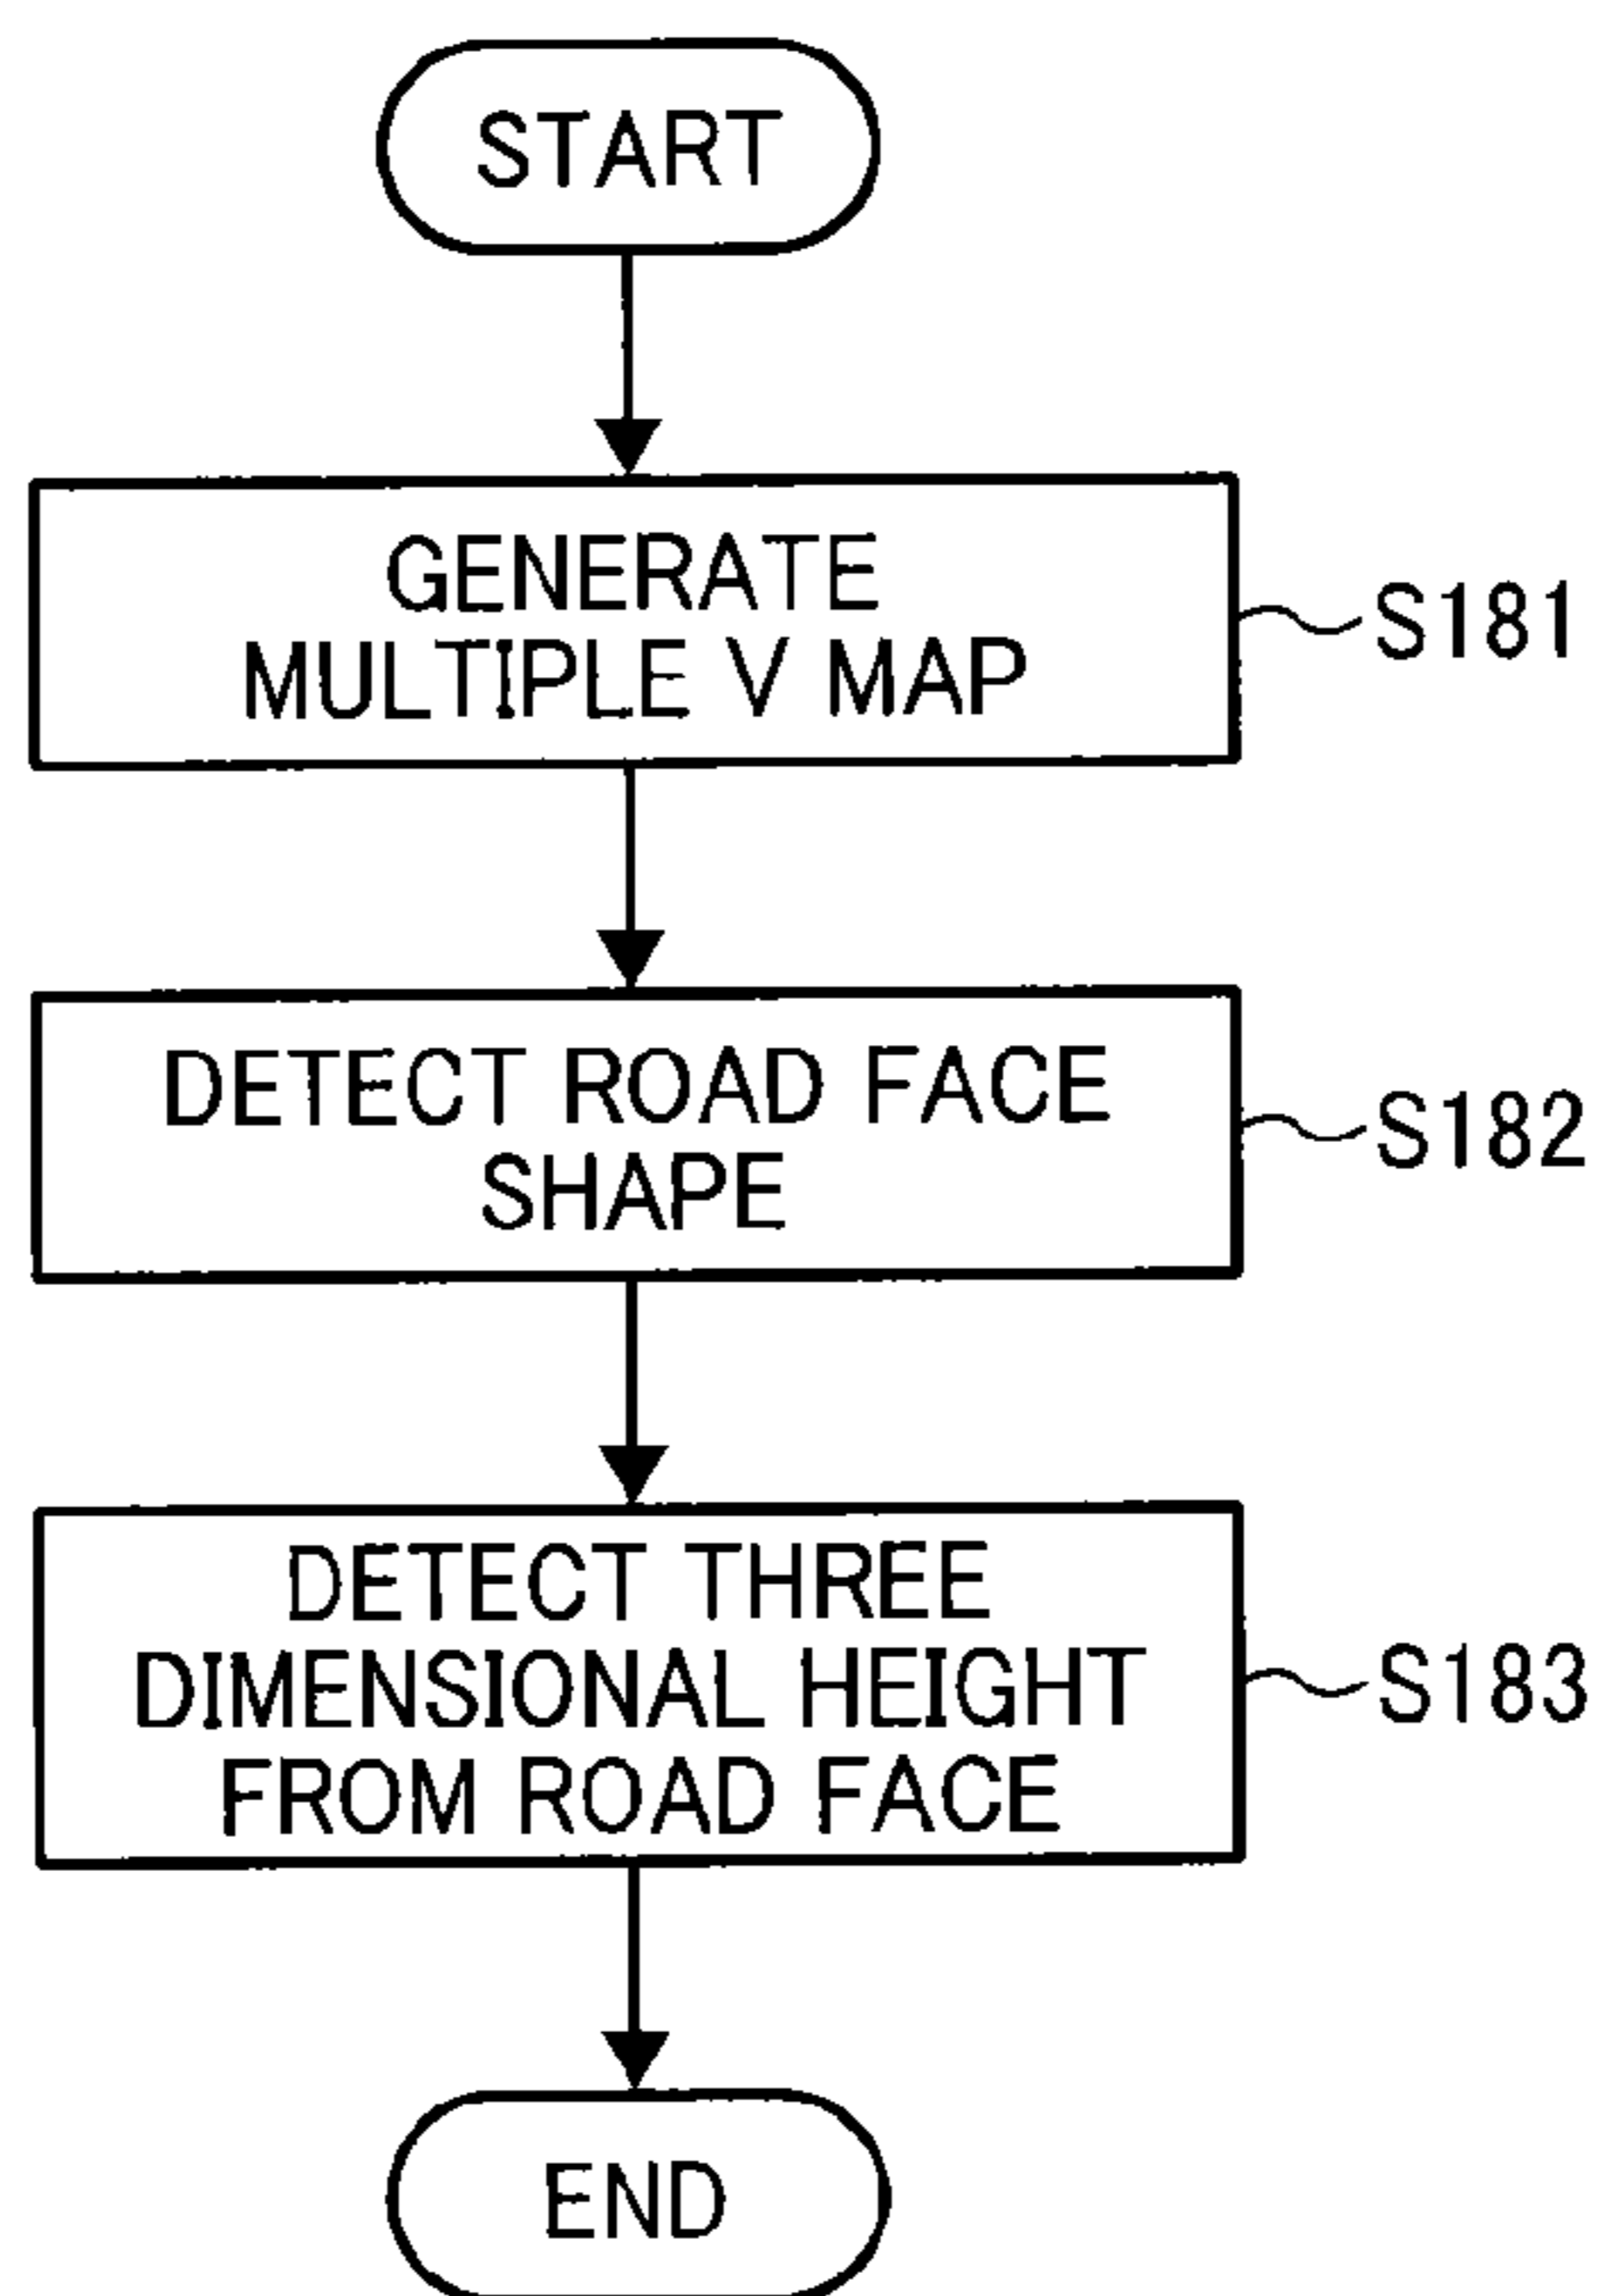 START
GENERATE
MULTIPLE V MAP
S181
DETECT ROAD FACE
SHAPE
S182
DETECT THREE
DIMENSIONAL HEIGHT
FROM ROAD FACE
S183
END